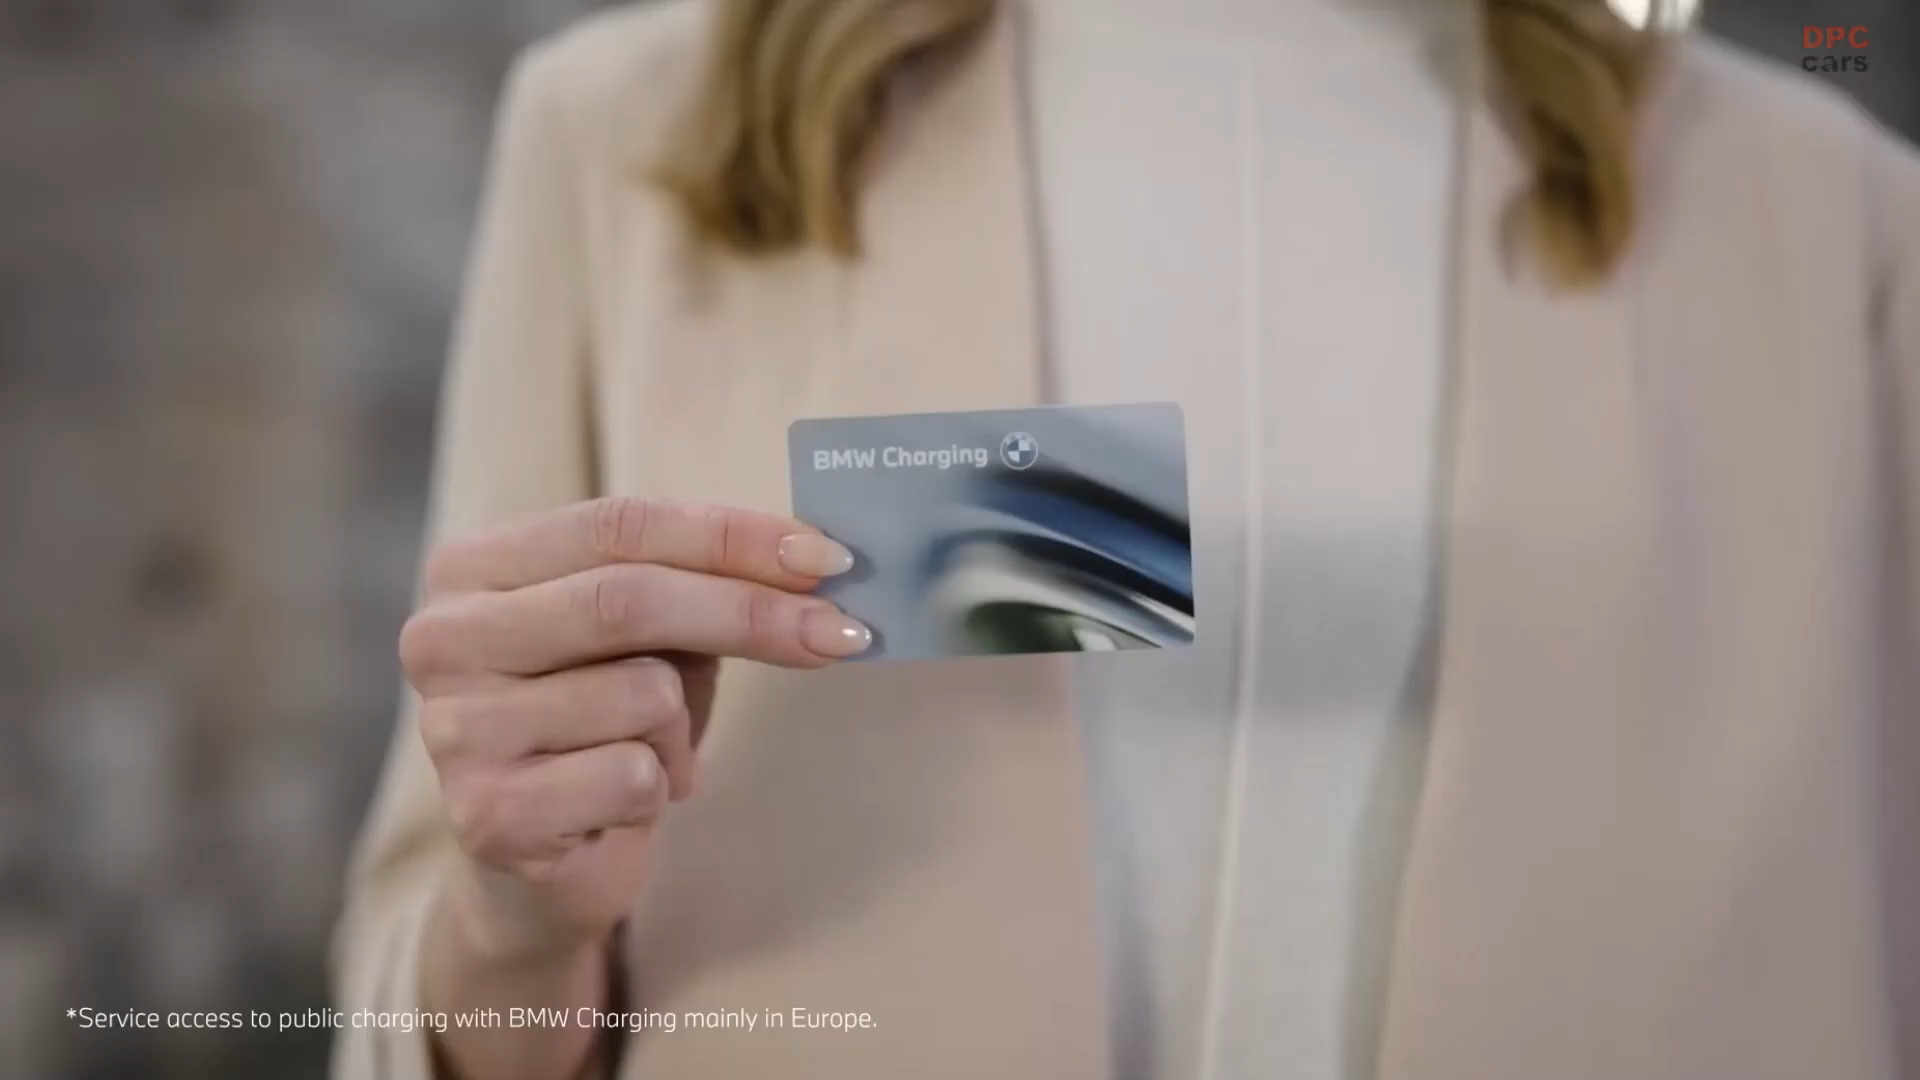 DPC
cars
BMW Charging
*Service access to public charging with BMW Charging mainly in Europe.